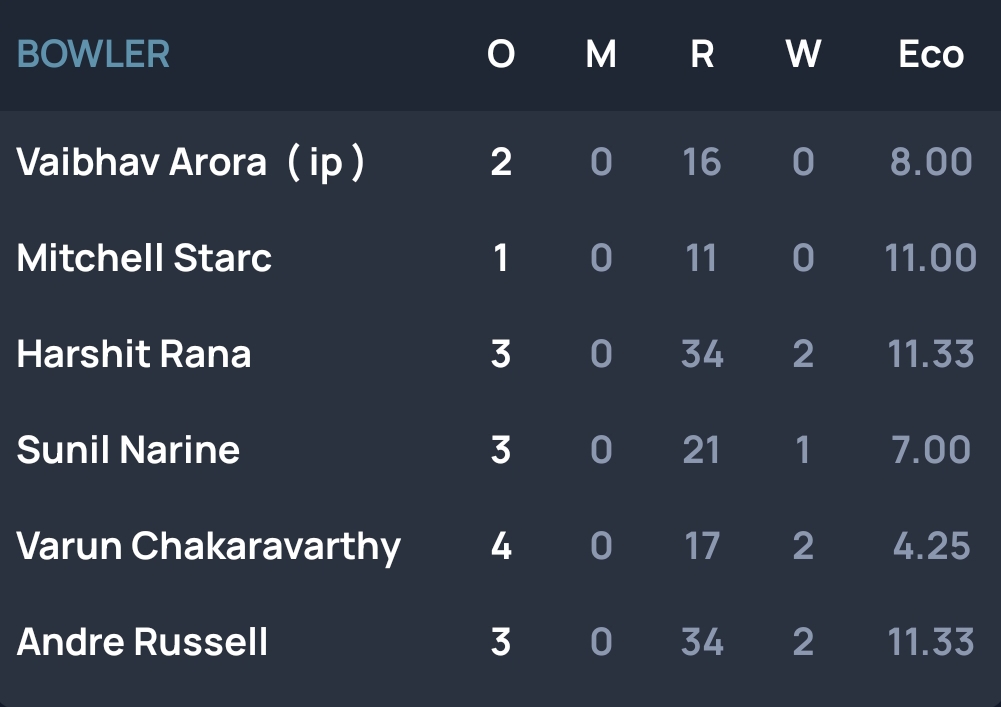 BOWLER O M R W Eco
Vaibhav Arora ( ip ) 2 0 16 0 8.00
Mitchell Starc 1 0 11 0 11.00
Harshit Rana 3 0 34 2 11.33
Sunil Narine 3 0 21 1 7.00
Varun Chakaravarthy 4 0 17 2 4.25
Andre Russell 3 0 34 2 11.33